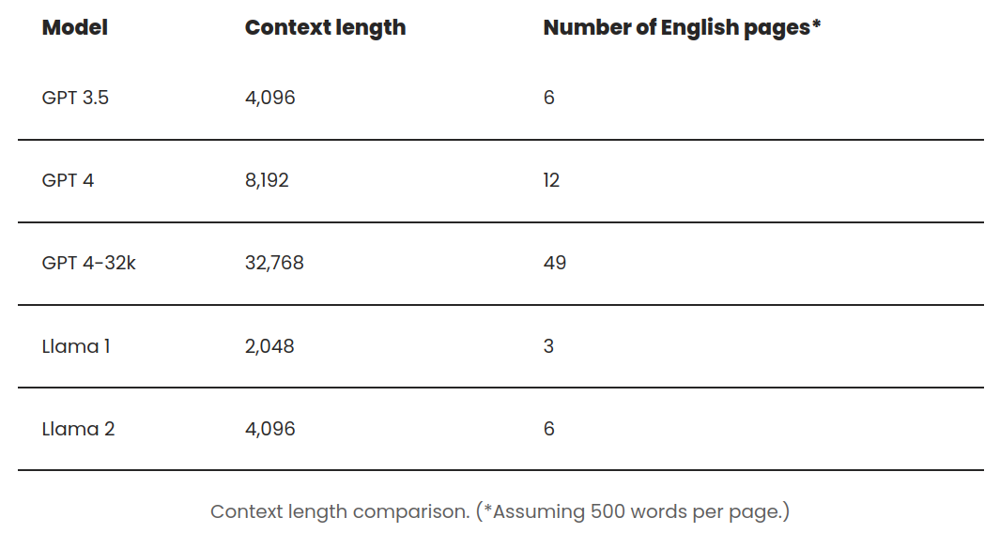 Model Context length Number of English pages*
GPT 3.5 4,096 6
GPT 4 8,192 12
GPT 4-32k 32,768 49
Llama 1 2,048 3
Llama 2 4,096 6
Context length comparison. (*Assuming 500 words per page.)